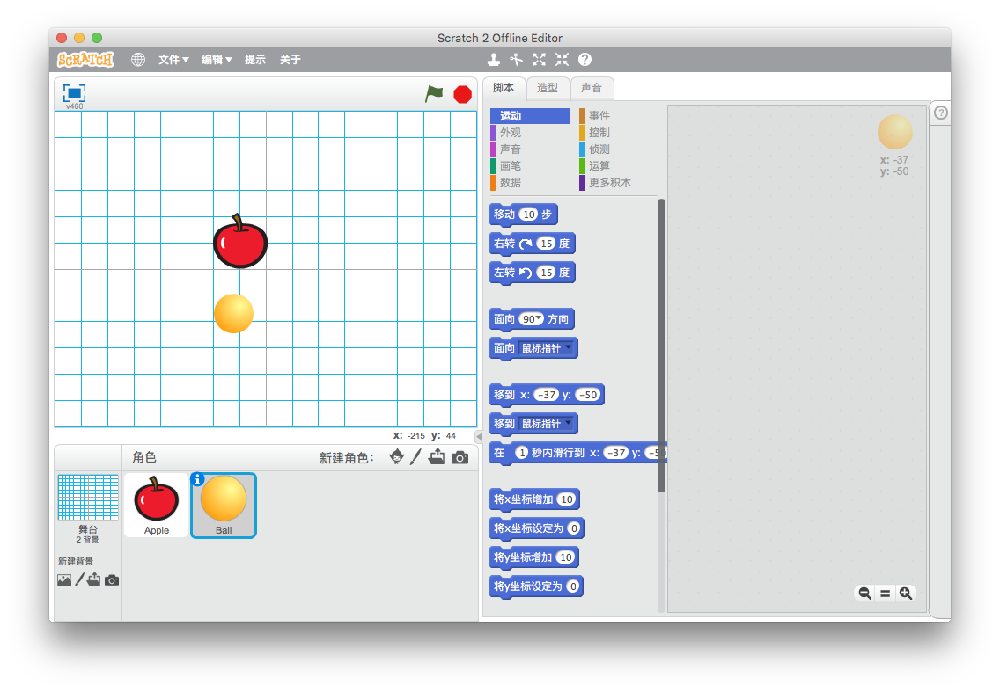 Scratch 2 Offline Editor
SCRATCH 文件 编辑 提示 关于
v460
x: -215 y: 44
角色 新建角色：
Apple
Ball
舞台
2 背景
新建背景
脚本 造型 声音
运动 事件
外观 控制
声音 侦测
画笔 运算
数据 更多积木
移动 10 步
右转 15 度
左转 15 度
面向 90 方向
面向 鼠标指针
移到 x: -37 y: -50
移到 鼠标指针
在 1 秒内滑行到 x: -37 y: -50
将x坐标增加 10
将x坐标设定为 0
将y坐标增加 10
将y坐标设定为 0
x: -37
y: -50